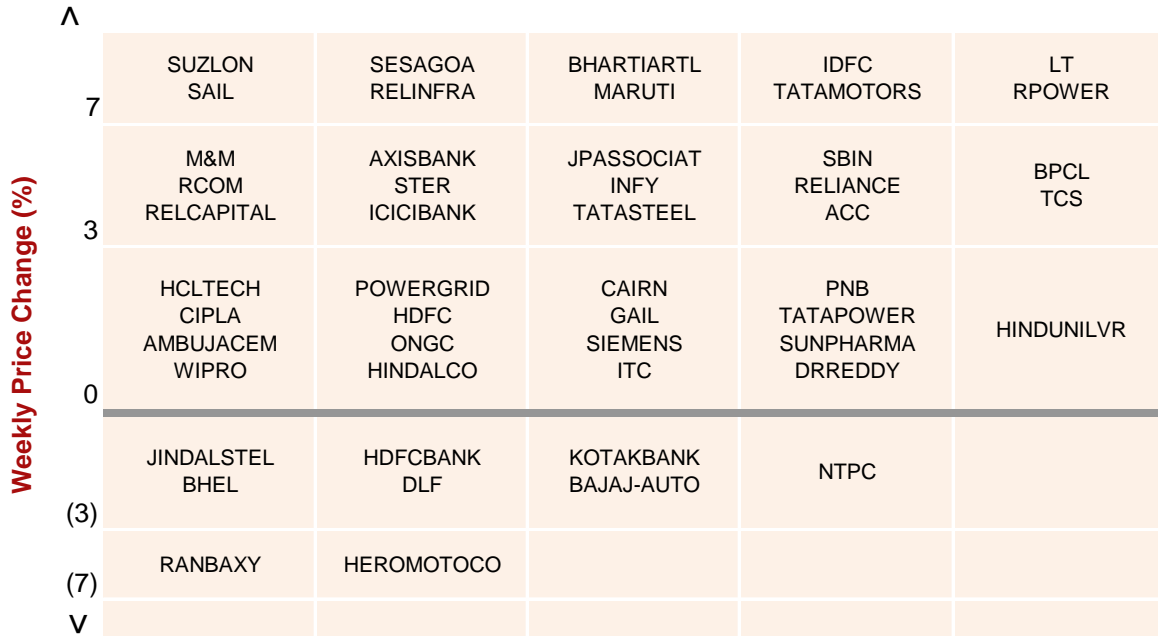 >
SUZLON
SAIL
SESAGOA
RELINFRA
BHARTIARTL
MARUTI
IDFC
TATAMOTORS
LT
RPOWER
7
M&M
RCOM
RELCAPITAL
AXISBANK
STER
ICICIBANK
JPASSOCIAT
INFY
TATASTEEL
SBIN
RELIANCE
ACC
BPCL
TCS
3
Weekly Price Change (%)
HCLTECH
CIPLA
AMBUJACEM
WIPRO
POWERGRID
HDFC
ONGC
HINDALCO
CAIRN
GAIL
SIEMENS
ITC
PNB
TATAPOWER
SUNPHARMA
DRREDDY
HINDUNILVR
0
JINDALSTEL
BHEL
HDFCBANK
DLF
KOTAKBANK
BAJAJ-AUTO
NTPC
(3)
RANBAXY
HEROMOTOCO
(7)
<